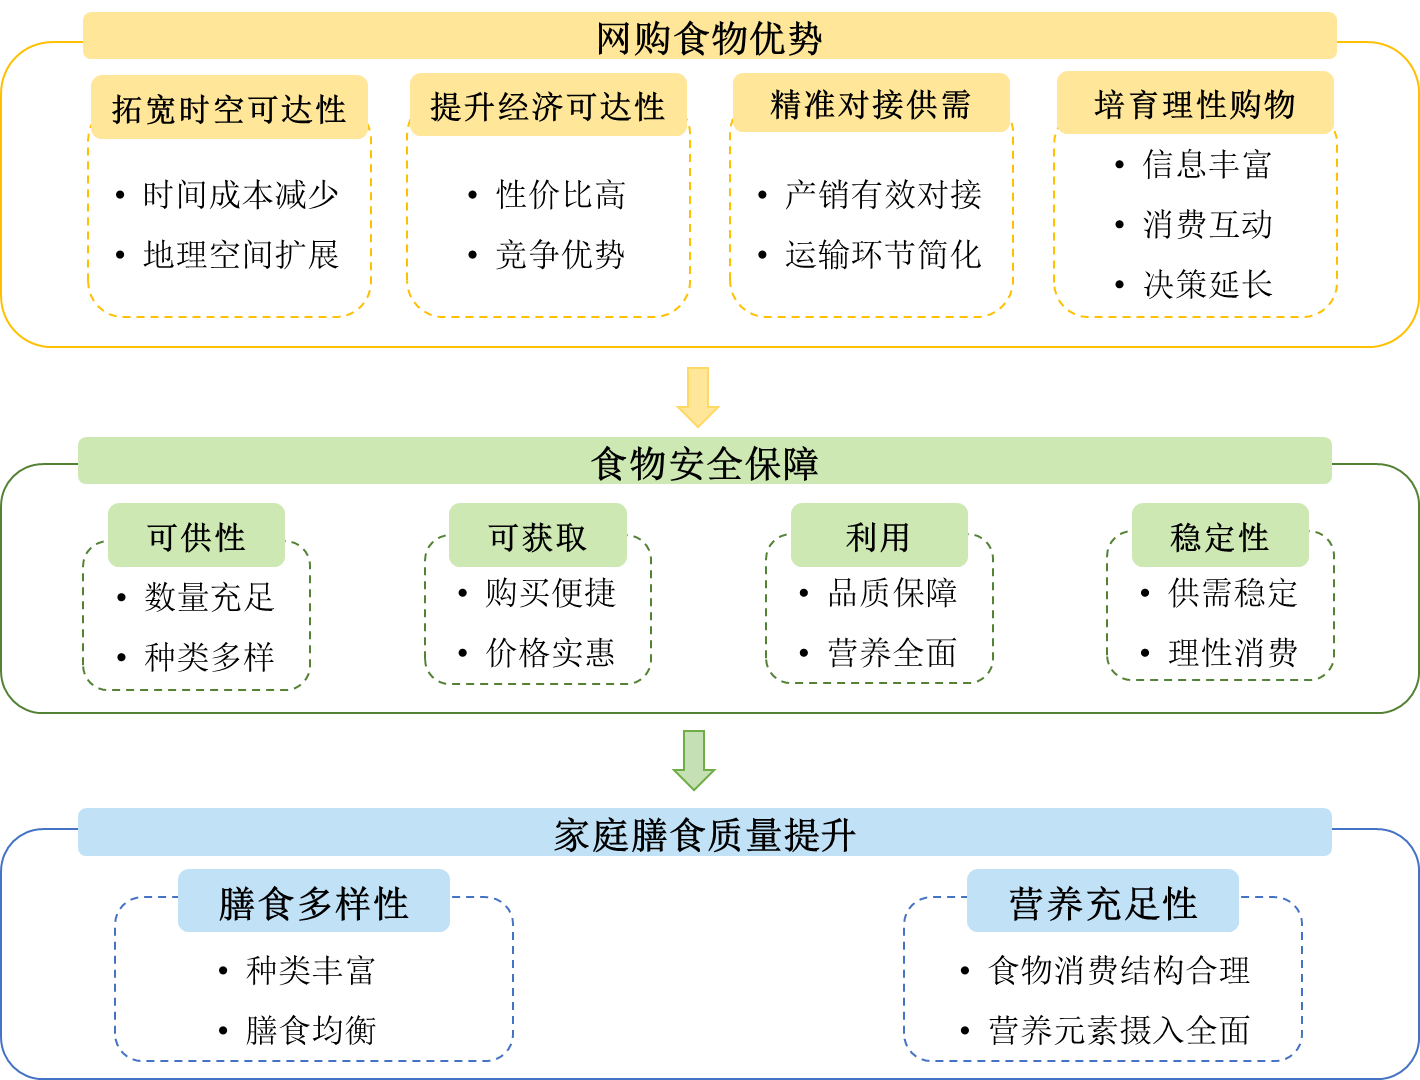 网购食物优势
拓宽时空可达性
• 时间成本减少
• 地理空间扩展
提升经济可达性
• 性价比高
• 竞争优势
精准对接供需
• 产销有效对接
• 运输环节简化
培育理性购物
• 信息丰富
• 消费互动
• 决策延长
食物安全保障
可供性
• 数量充足
• 种类多样
可获取
• 购买便捷
• 价格实惠
利用
• 品质保障
• 营养全面
稳定性
• 供需稳定
• 理性消费
家庭膳食质量提升
膳食多样性
• 种类丰富
• 膳食均衡
营养充足性
• 食物消费结构合理
• 营养元素摄入全面